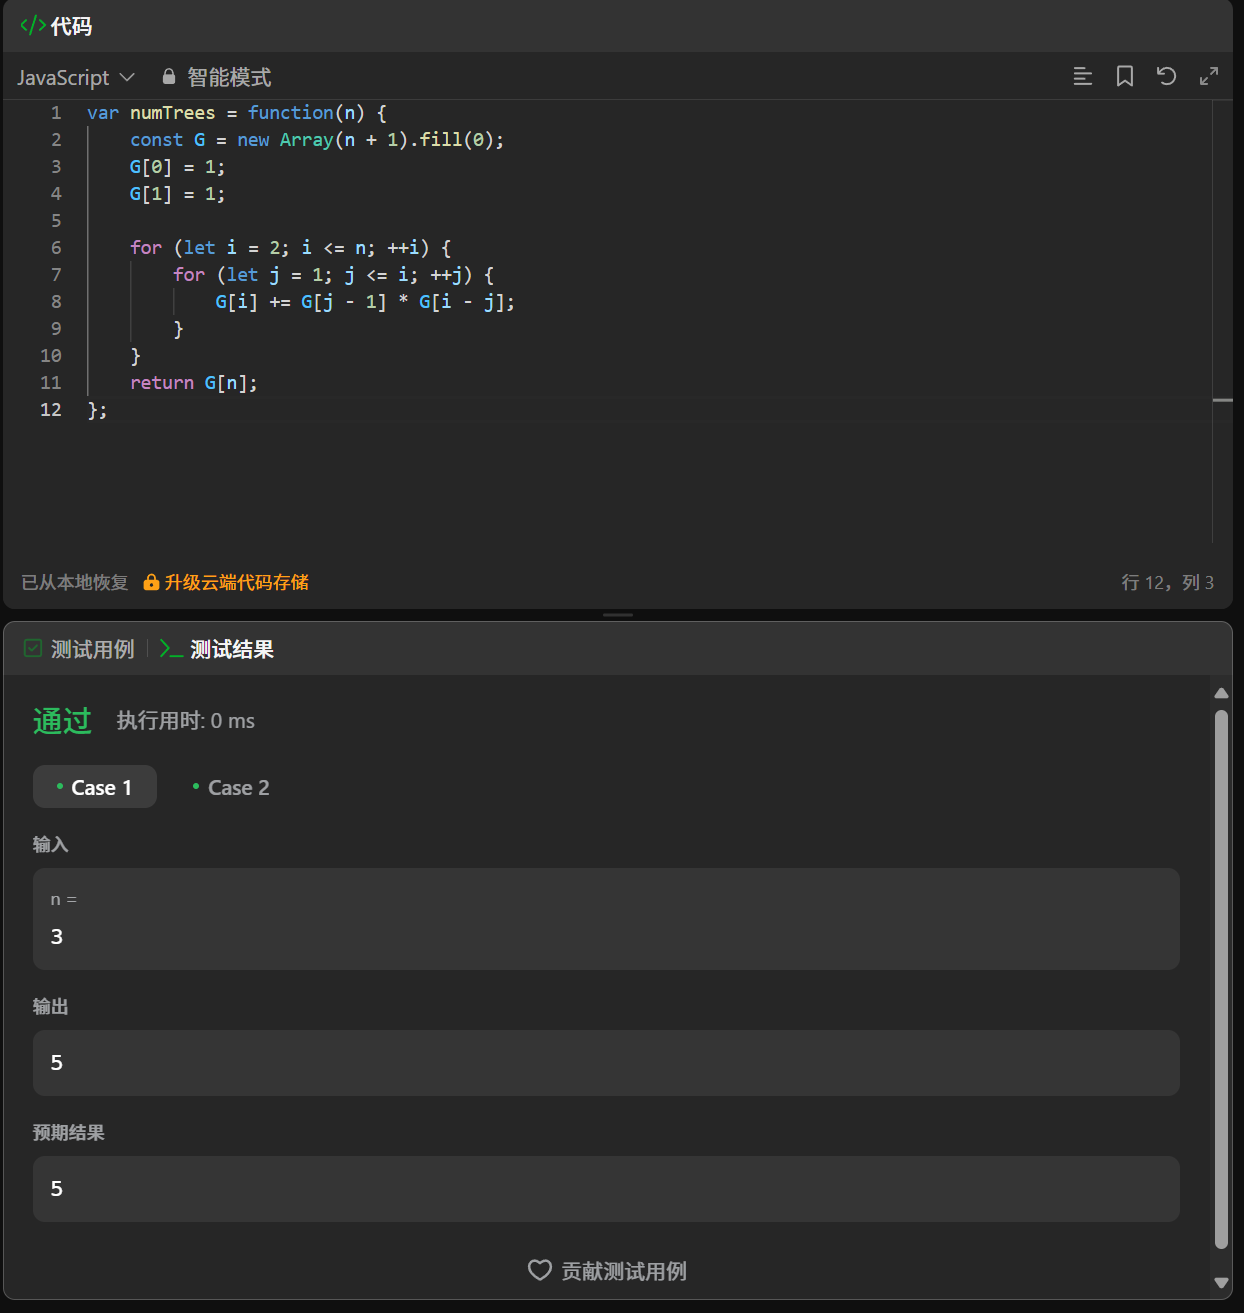 </> 代码
JavaScript 智能模式
1 var numTrees = function(n) {
2     const G = new Array(n + 1).fill(0);
3     G[0] = 1;
4     G[1] = 1;
5
6     for (let i = 2; i <= n; ++i) {
7         for (let j = 1; j <= i; ++j) {
8             G[i] += G[j - 1] * G[i - j];
9         }
10     }
11     return G[n];
12 };
已从本地恢复 升级云端代码存储 行 12，列 3
测试用例 测试结果
通过 执行用时: 0 ms
Case 1 Case 2
输入
n =
3
输出
5
预期结果
5
贡献测试用例